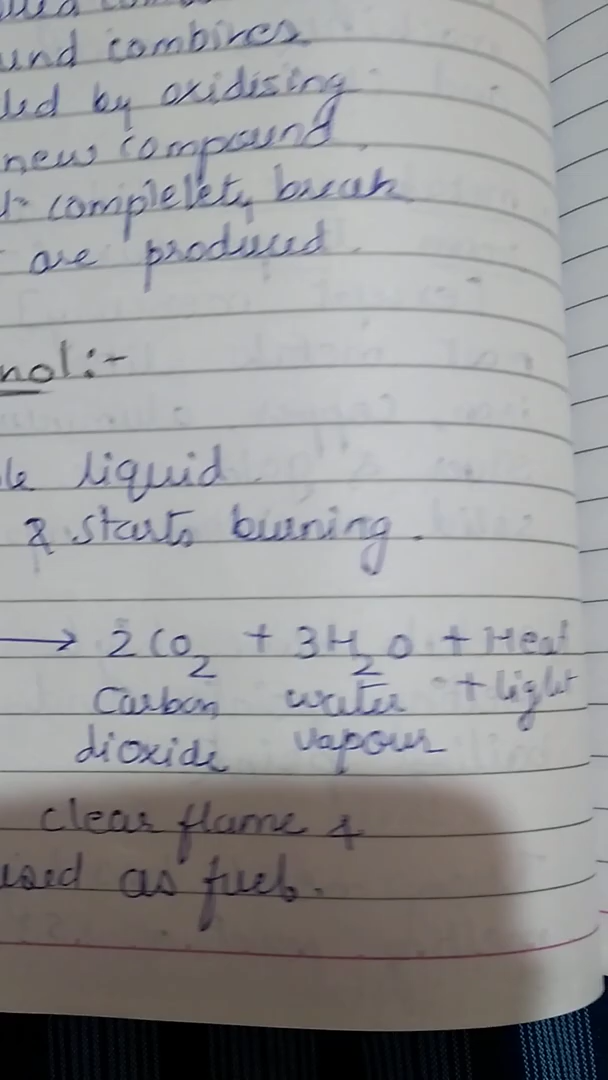 und combines
led by oxidising
new compound
completely break
are produced.
nol :-
le liquid.
& starts burning.
→ 2CO2 + 3H2O + Heat
Carbon water + light
dioxide vapour
clear flame &
used as fuel.